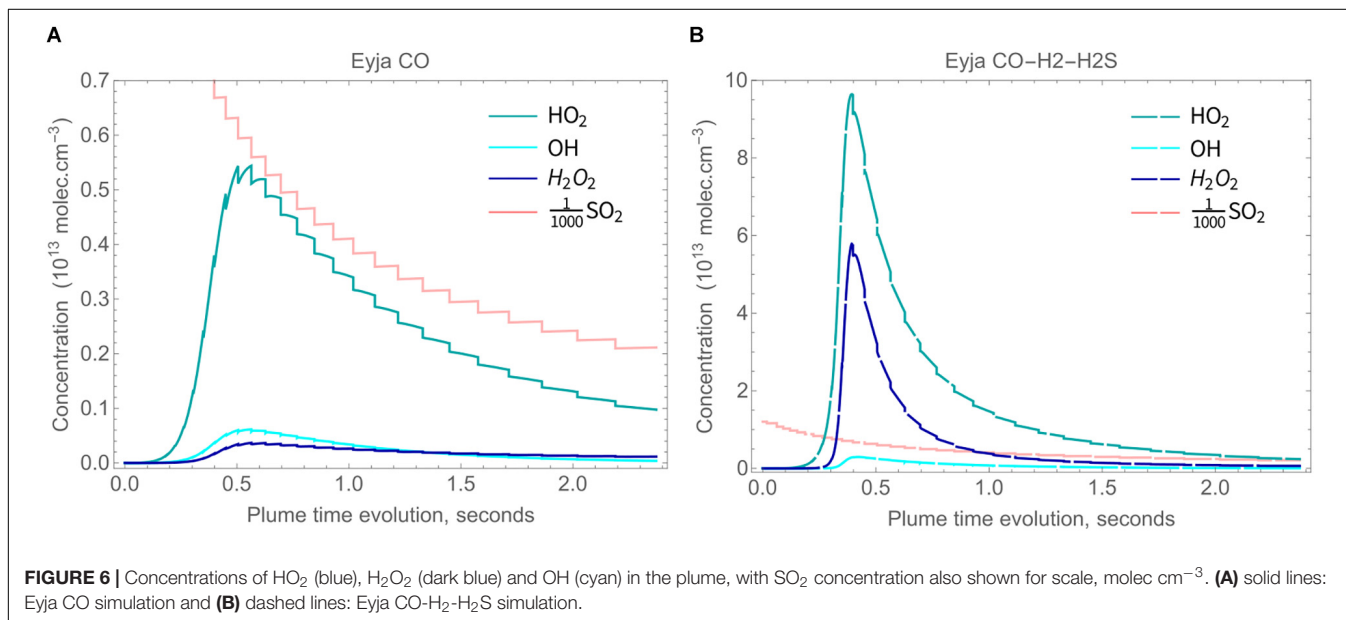 A
Eyja CO
0.7
0.6
0.5
0.4
0.3
0.2
0.1
0.0
Concentration (10¹³ molec.cm⁻³)
HO₂
OH
H₂O₂
1/1000 SO₂
0.0 0.5 1.0 1.5 2.0
Plume time evolution, seconds
B
Eyja CO–H2–H2S
10
8
6
4
2
0
Concentration (10¹³ molec.cm⁻³)
HO₂
OH
H₂O₂
1/1000 SO₂
0.0 0.5 1.0 1.5 2.0
Plume time evolution, seconds
FIGURE 6 | Concentrations of HO₂ (blue), H₂O₂ (dark blue) and OH (cyan) in the plume, with SO₂ concentration also shown for scale, molec cm⁻³. (A) solid lines:
Eyja CO simulation and (B) dashed lines: Eyja CO-H₂-H₂S simulation.